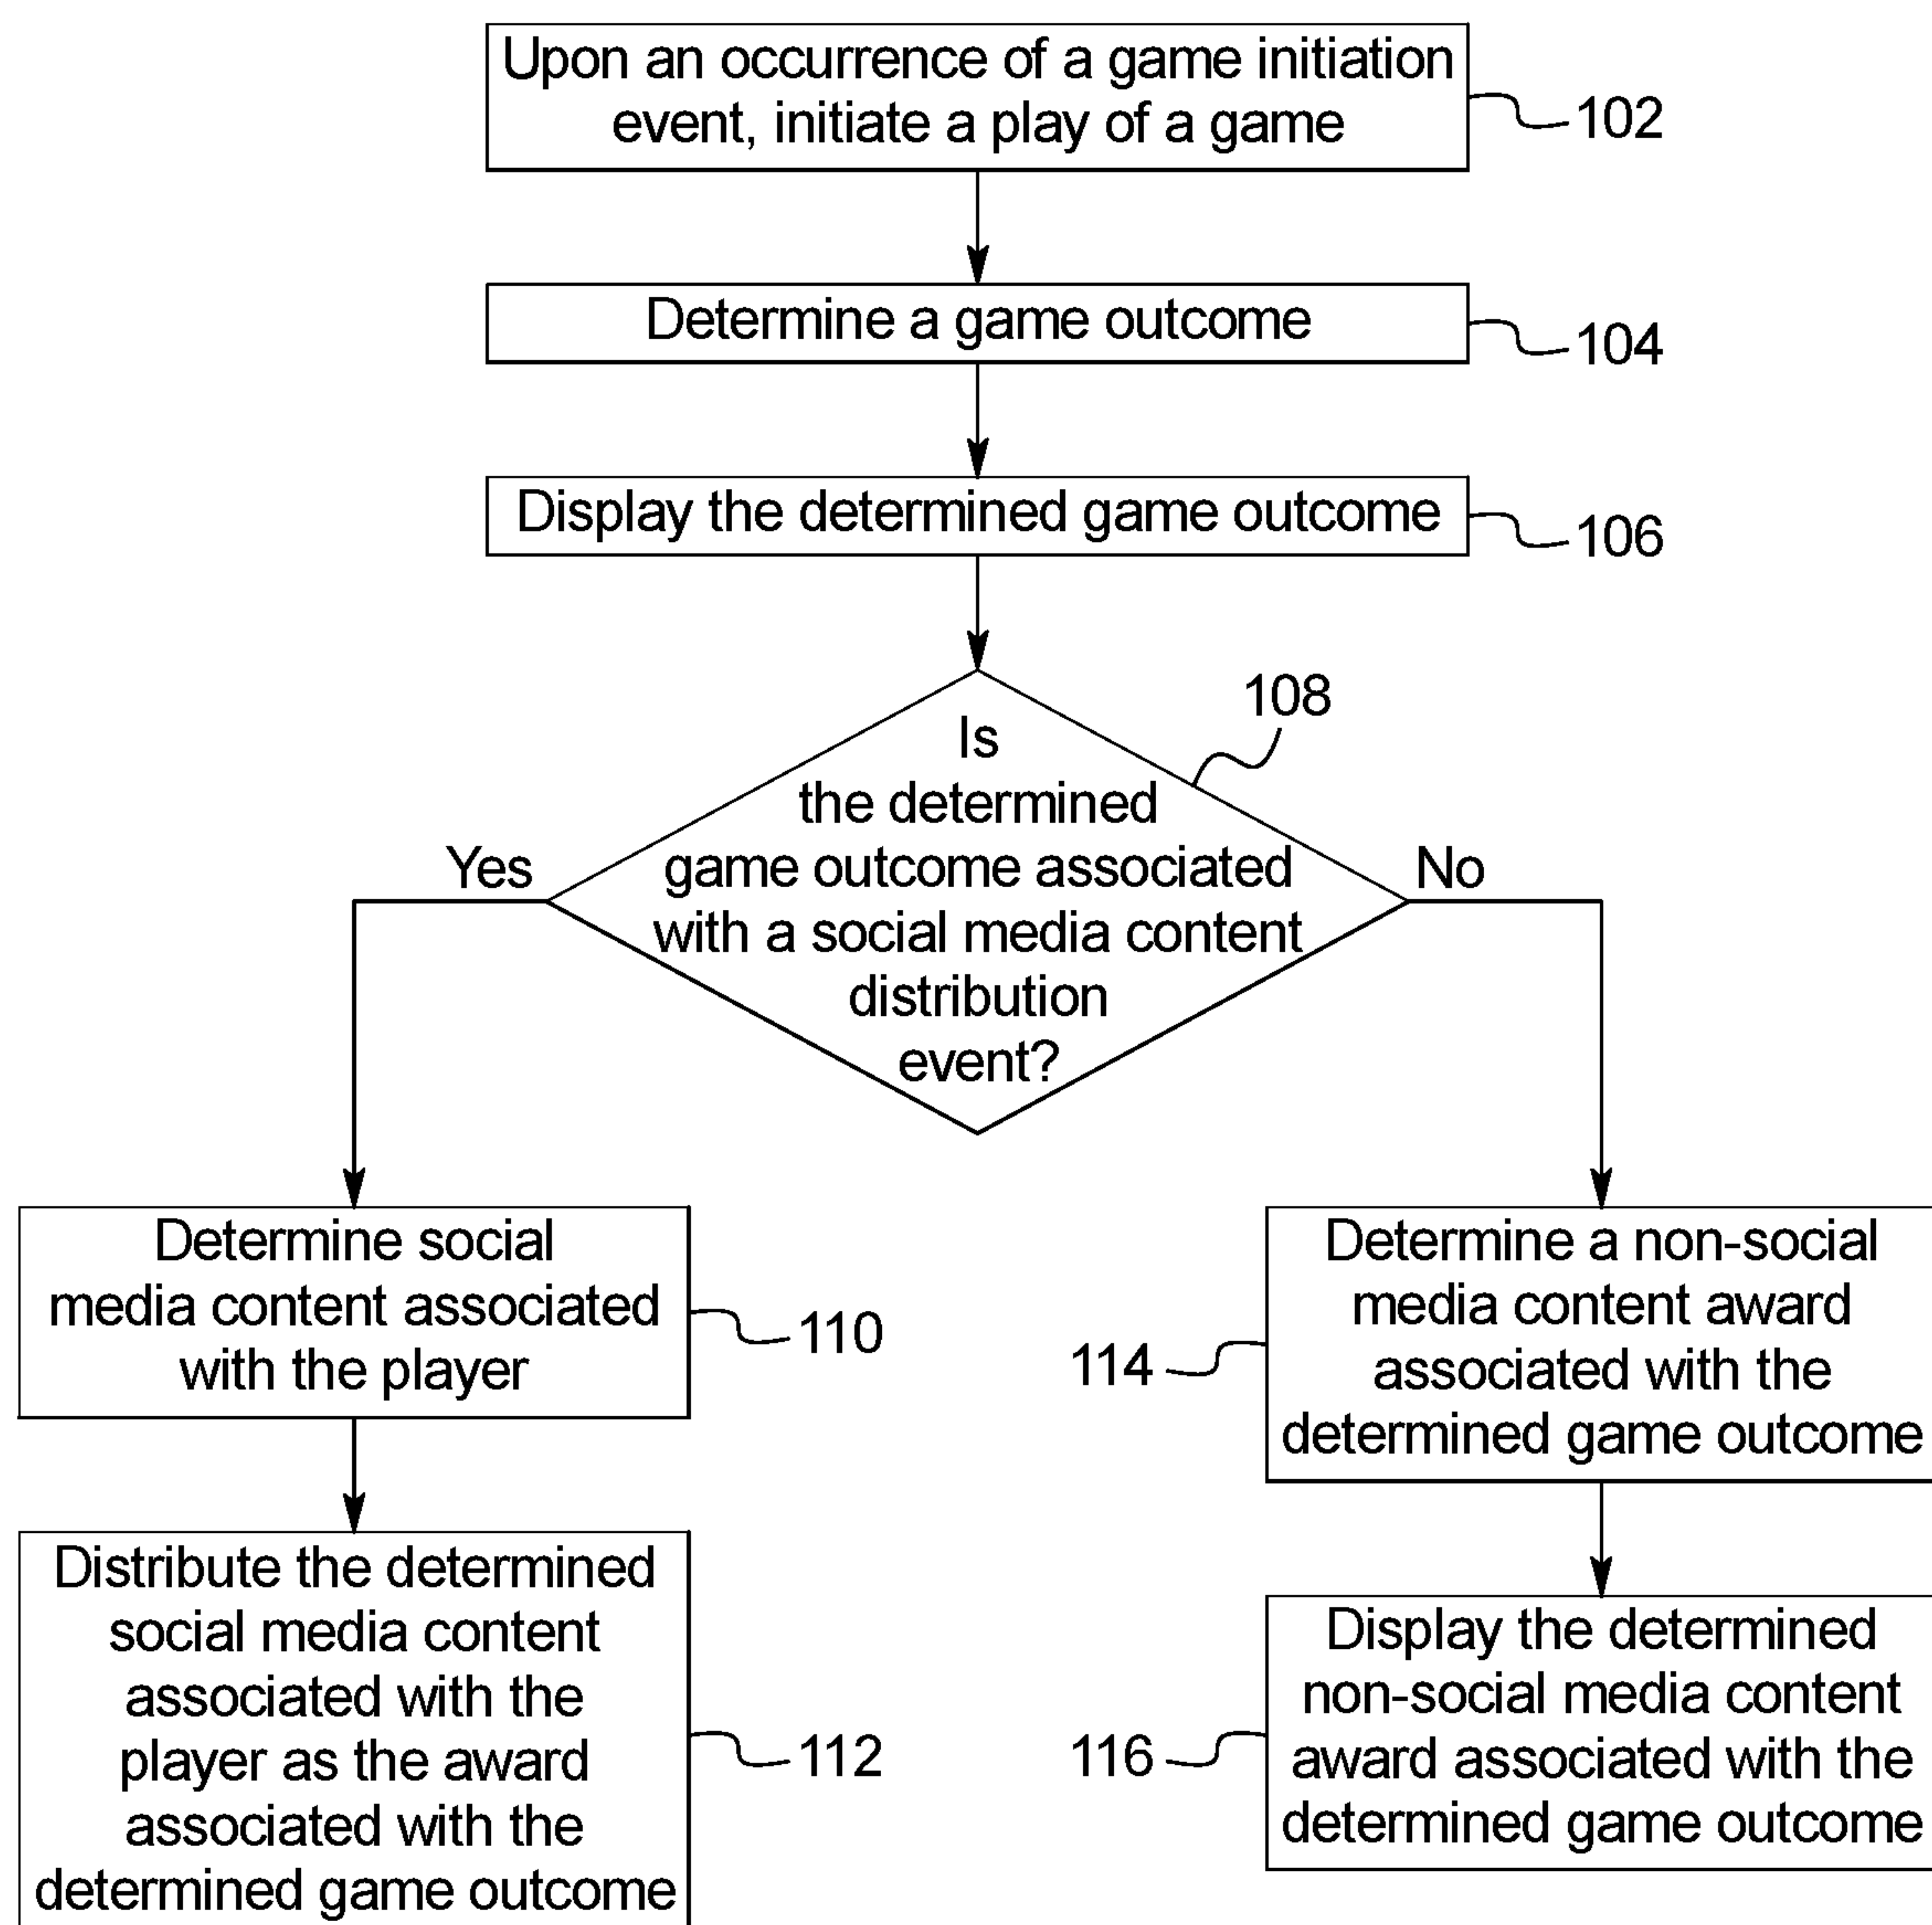 Upon an occurrence of a game initiation
event, initiate a play of a game
102
Determine a game outcome
104
Display the determined game outcome
106
108
Is
the determined
game outcome associated
with a social media content
distribution
event?
Yes
No
Determine social
media content associated
with the player
110
Distribute the determined
social media content
associated with the
player as the award
associated with the
determined game outcome
112
Determine a non-social
media content award
associated with the
determined game outcome
114
Display the determined
non-social media content
award associated with the
determined game outcome
116